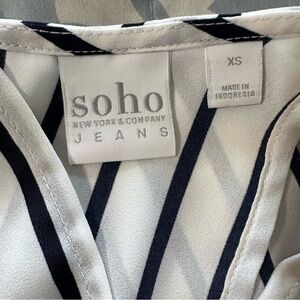 soho
NEW YORK & COMPANY
JEANS
XS
MADE IN
INDONESIA